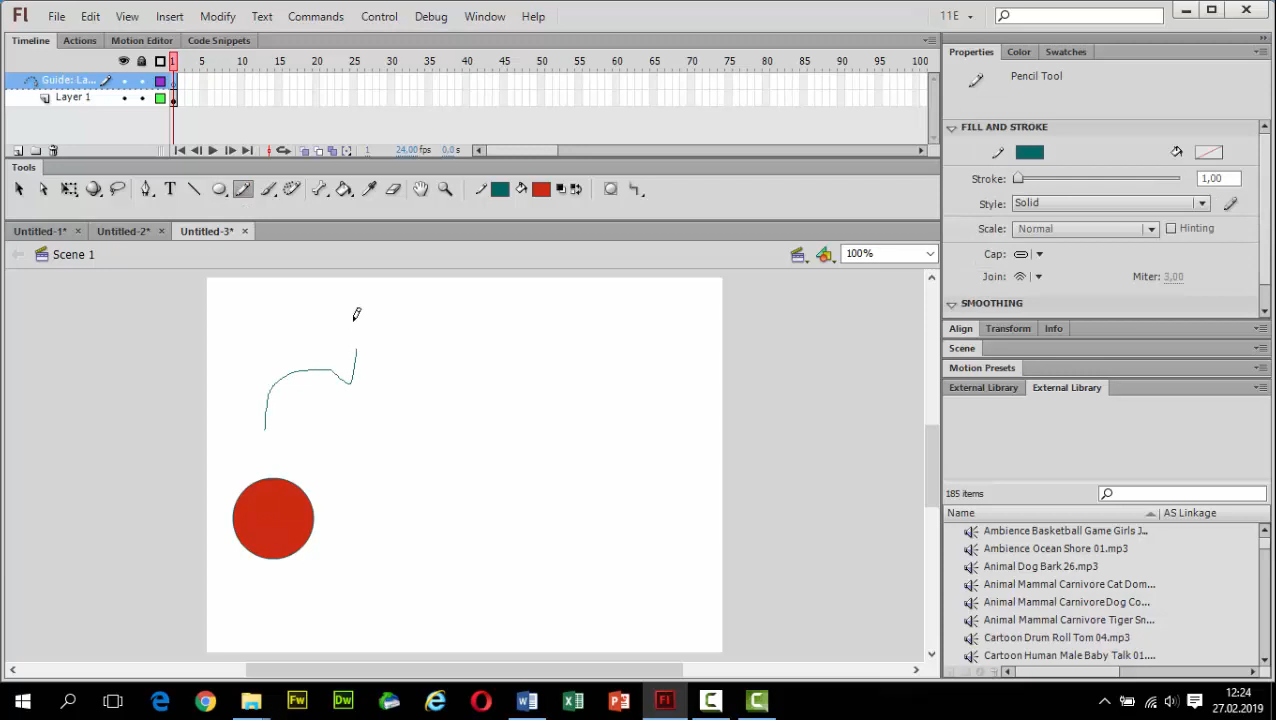 Fl File Edit View Insert Modify Text Commands Control Debug Window Help 11E
Timeline Actions Motion Editor Code Snippets
1 5 10 15 20 25 30 35 40 45 50 55 60 65 70 75 80 85 90 95 100
Guide: La...
Layer 1
1 24,00 fps 0,0 s
Tools
Untitled-1* × Untitled-2* × Untitled-3* ×
Scene 1 100%
Properties Color Swatches
Pencil Tool
FILL AND STROKE
Stroke: 1,00
Style: Solid
Scale: Normal Hinting
Cap:
Join: Miter: 3,00
SMOOTHING
Align Transform Info
Scene
Motion Presets
External Library External Library
185 items
Name AS Linkage
Ambience Basketball Game Girls J...
Ambience Ocean Shore 01.mp3
Animal Dog Bark 26.mp3
Animal Mammal Carnivore Cat Dom...
Animal Mammal Carnivore Dog Co...
Animal Mammal Carnivore Tiger Sn...
Cartoon Drum Roll Tom 04.mp3
Cartoon Human Male Baby Talk 01....
Fw Dw Fl
12:24
27.02.2019